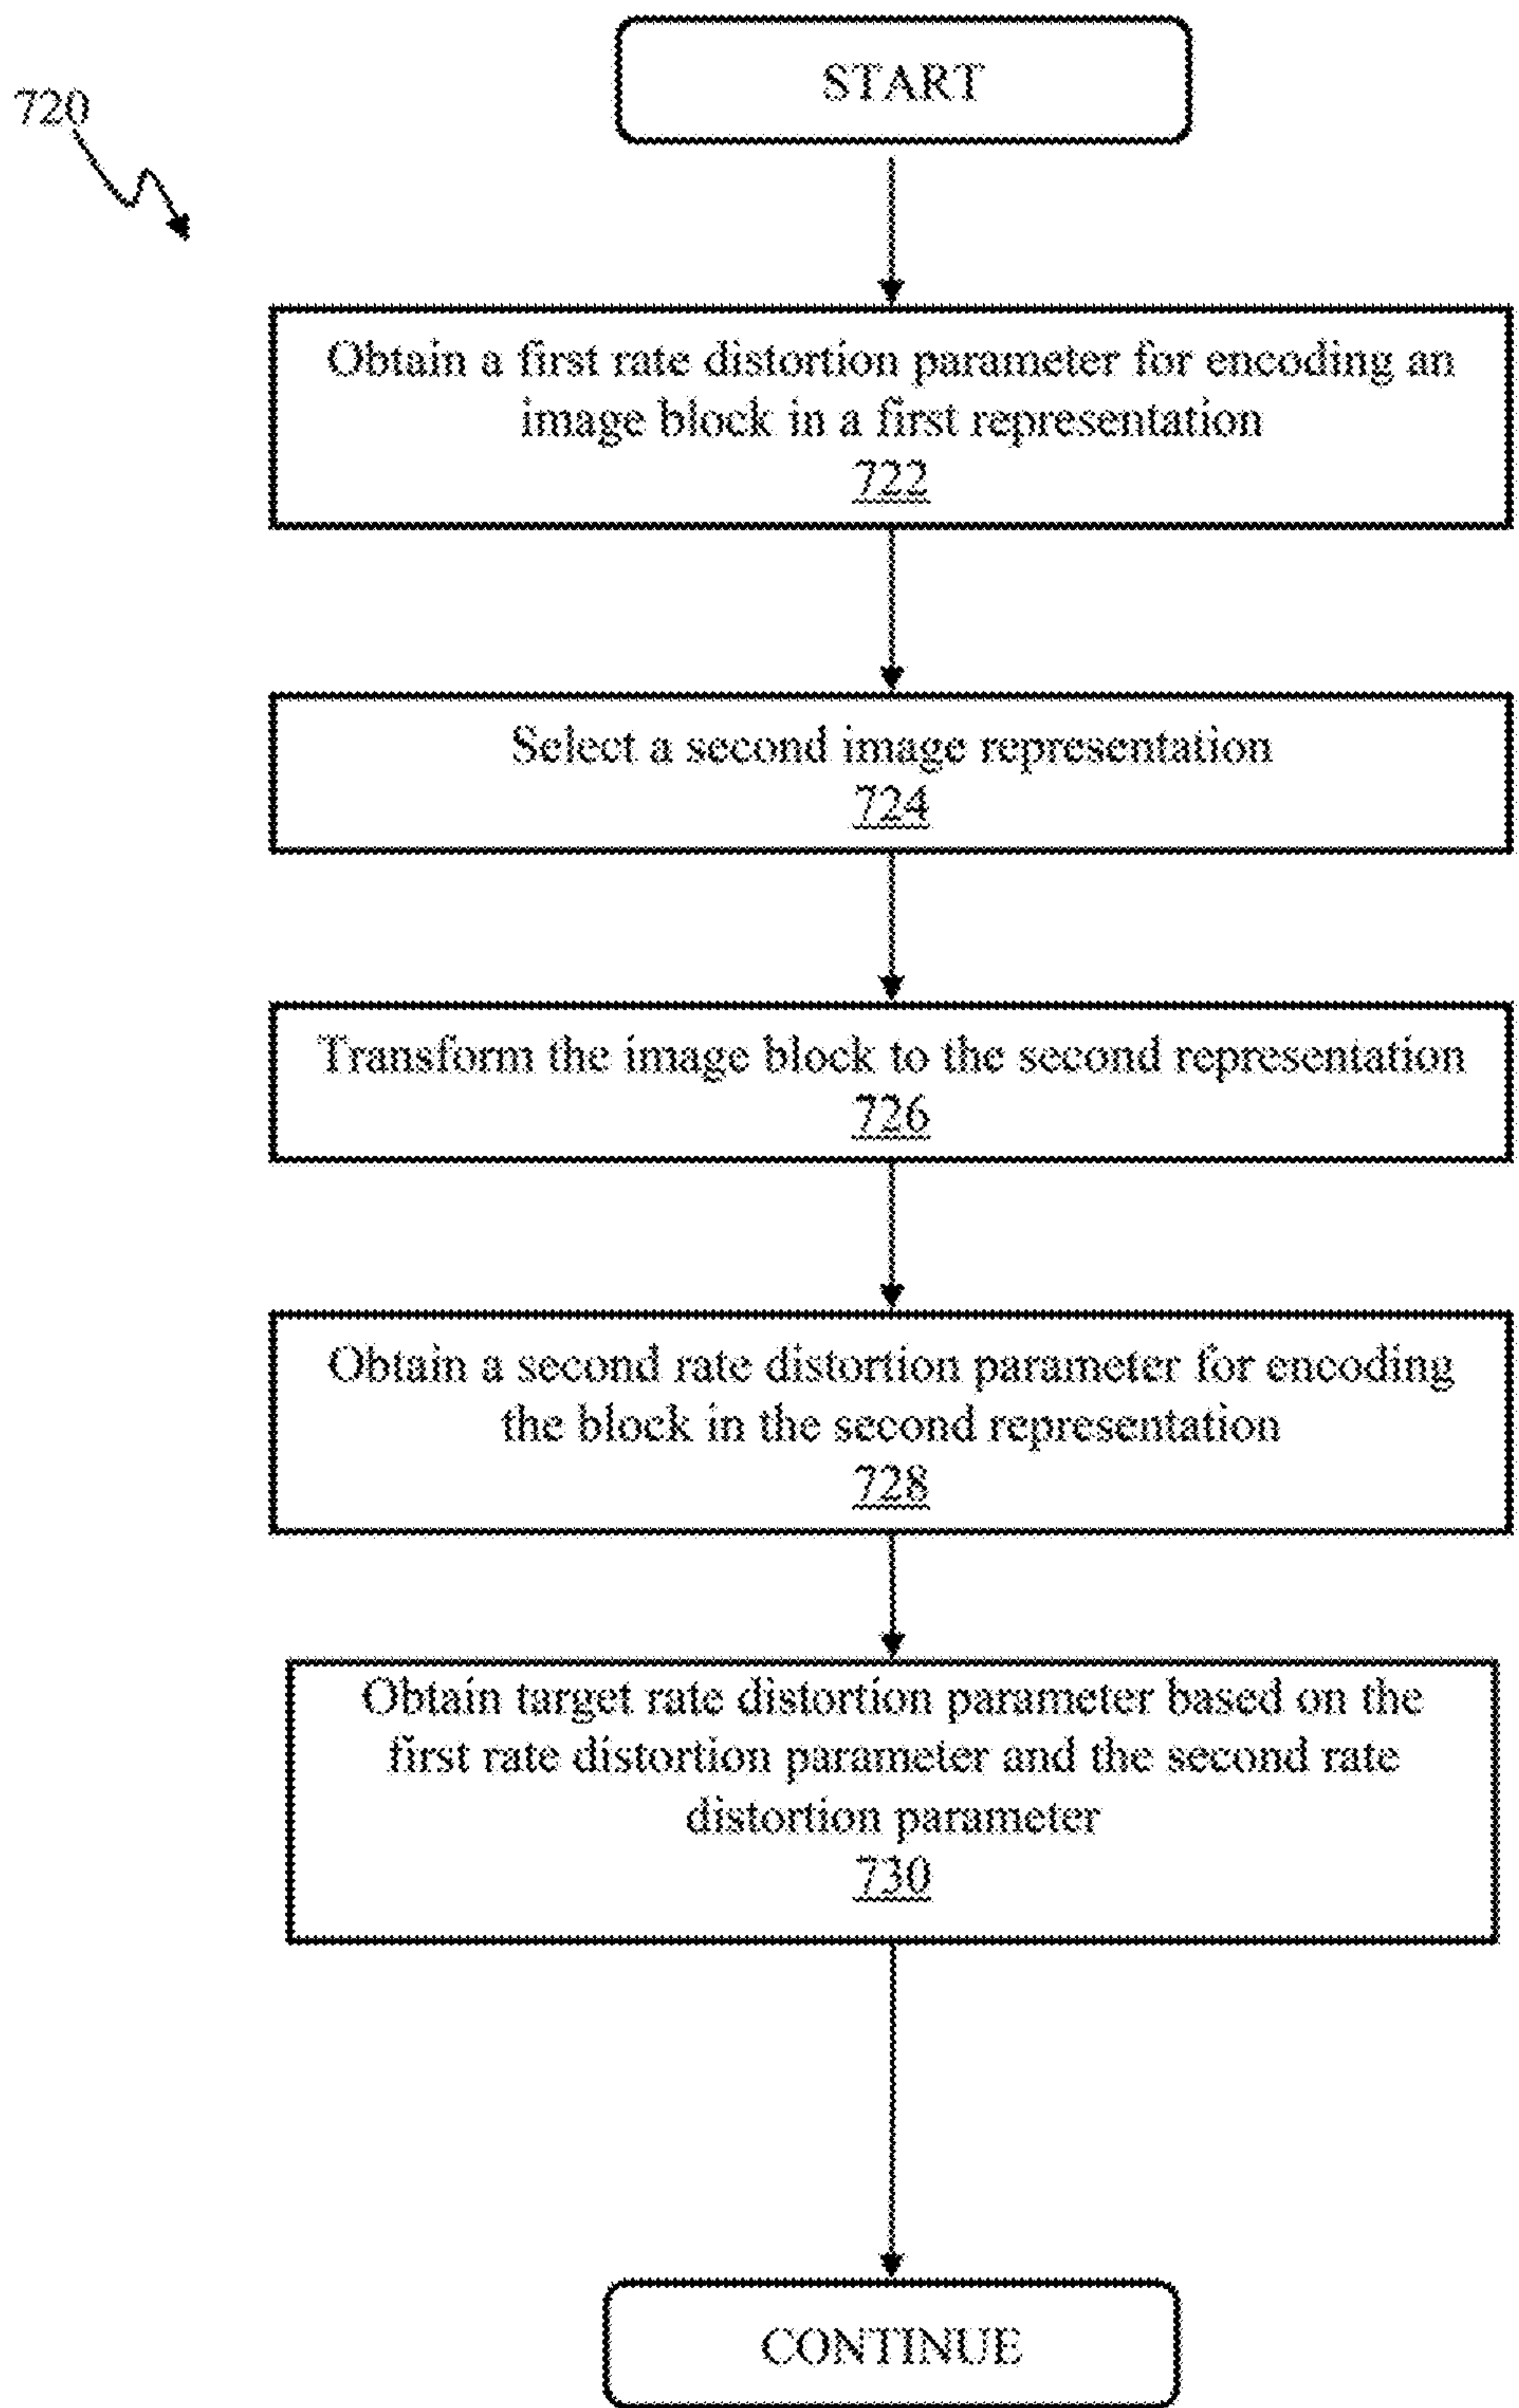 START
720
Obtain a first rate distortion parameter for encoding an
image block in a first representation
722
Select a second image representation
724
Transform the image block to the second representation
726
Obtain a second rate distortion parameter for encoding
the block in the second representation
728
Obtain target rate distortion parameter based on the
first rate distortion parameter and the second rate
distortion parameter
730
CONTINUE